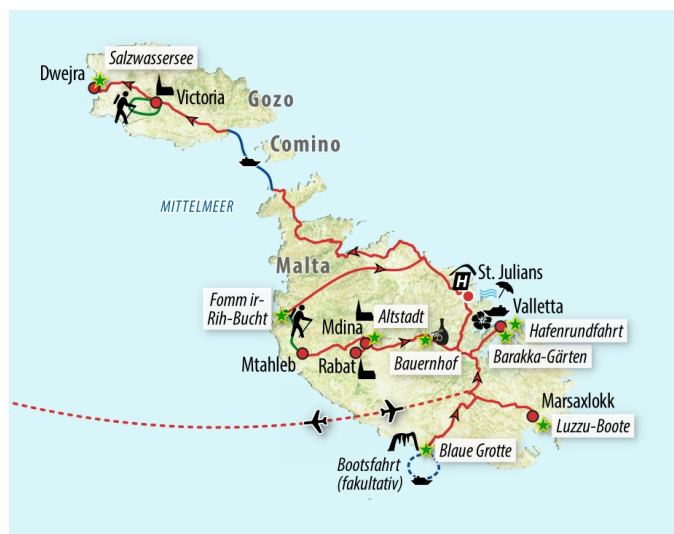 Salzwassersee
Dwejra
Victoria
Gozo
Comino
MITTELMEER
Malta
St. Julians
H
Fomm ir-
Rih-Bucht
Valletta
Altstadt
Mdina
Hafenrundfahrt
Barakka-Gärten
Mtahleb
Rabat
Bauernhof
Marsaxlokk
Luzzu-Boote
Blaue Grotte
Bootsfahrt
(fakultativ)